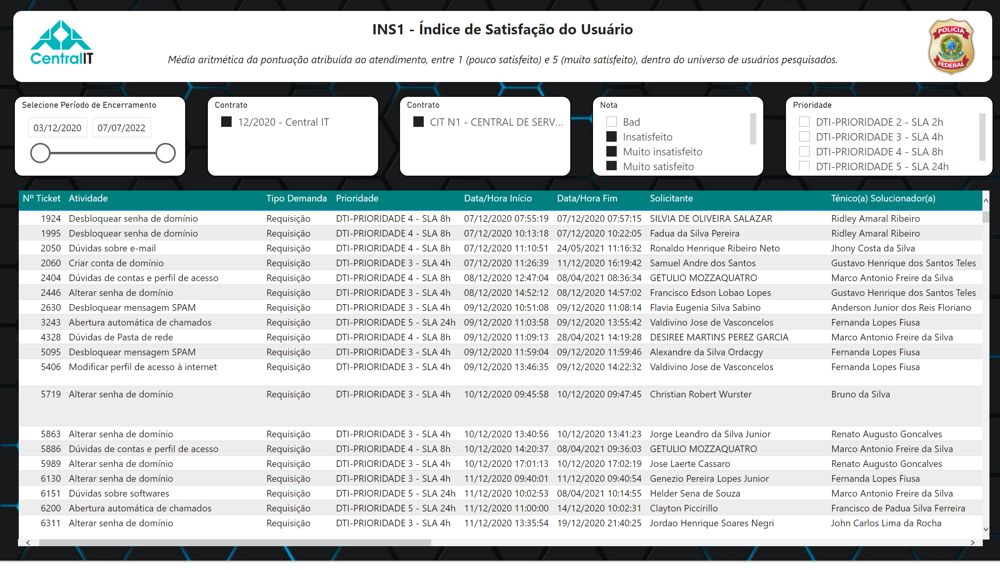 CentralIT
INS1 - Índice de Satisfação do Usuário
Média aritmética da pontuação atribuída ao atendimento, entre 1 (pouco satisfeito) e 5 (muito satisfeito), dentro do universo de usuários pesquisados.
POLíCIA
FEDERAL
Selecione Período de Encerramento
03/12/2020 07/07/2022
Contrato
12/2020 - Central IT
Contrato
CIT N1 - CENTRAL DE SERV...
Nota
Bad
Insatisfeito
Muito insatisfeito
Muito satisfeito
Prioridade
DTI-PRIORIDADE 2 - SLA 2h
DTI-PRIORIDADE 3 - SLA 4h
DTI-PRIORIDADE 4 - SLA 8h
DTI-PRIORIDADE 5 - SLA 24h
Nº Ticket Atividade Tipo Demanda Prioridade Data/Hora Início Data/Hora Fim Solicitante Ténico(a) Solucionador(a)
1924 Desbloquear senha de domínio Requisição DTI-PRIORIDADE 4 - SLA 8h 07/12/2020 07:55:19 07/12/2020 07:57:15 SILVIA DE OLIVEIRA SALAZAR Ridley Amaral Ribeiro
1995 Desbloquear senha de domínio Requisição DTI-PRIORIDADE 4 - SLA 8h 07/12/2020 10:13:18 07/12/2020 10:22:05 Fadua da Silva Pereira Ridley Amaral Ribeiro
2050 Dúvidas sobre e-mail Requisição DTI-PRIORIDADE 4 - SLA 8h 07/12/2020 11:10:51 24/05/2021 11:16:32 Ronaldo Henrique Ribeiro Neto Jhony Costa da Silva
2060 Criar conta de domínio Requisição DTI-PRIORIDADE 3 - SLA 4h 07/12/2020 11:26:39 11/12/2020 16:19:42 Samuel Andre dos Santos Gustavo Henrique dos Santos Teles
2404 Dúvidas de contas e perfil de acesso Requisição DTI-PRIORIDADE 4 - SLA 8h 08/12/2020 12:47:04 08/04/2021 08:36:34 GETULIO MOZZAQUATRO Marco Antonio Freire da Silva
2446 Alterar senha de domínio Requisição DTI-PRIORIDADE 3 - SLA 4h 08/12/2020 14:52:12 08/12/2020 14:57:02 Francisco Edson Lobao Lopes Gustavo Henrique dos Santos Teles
2630 Desbloquear mensagem SPAM Requisição DTI-PRIORIDADE 3 - SLA 4h 09/12/2020 10:51:08 09/12/2020 11:08:14 Flavia Eugenia Silva Sabino Anderson Junior dos Reis Floriano
3243 Abertura automática de chamados Requisição DTI-PRIORIDADE 5 - SLA 24h 09/12/2020 11:03:58 09/12/2020 13:55:42 Valdivino Jose de Vasconcelos Fernanda Lopes Fiusa
4328 Dúvidas de Pasta de rede Requisição DTI-PRIORIDADE 4 - SLA 8h 09/12/2020 11:09:13 28/04/2021 14:19:28 DESIREE MARTINS PEREZ GARCIA Marco Antonio Freire da Silva
5095 Desbloquear mensagem SPAM Requisição DTI-PRIORIDADE 3 - SLA 4h 09/12/2020 11:59:04 09/12/2020 11:59:46 Alexandre da Silva Ordacgy Fernanda Lopes Fiusa
5406 Modificar perfil de acesso à internet Requisição DTI-PRIORIDADE 3 - SLA 4h 09/12/2020 13:46:35 09/12/2020 14:22:32 Valdivino Jose de Vasconcelos Fernanda Lopes Fiusa
5719 Alterar senha de domínio Requisição DTI-PRIORIDADE 3 - SLA 4h 10/12/2020 09:45:58 10/12/2020 09:47:45 Christian Robert Wurster Bruno da Silva
5863 Alterar senha de domínio Requisição DTI-PRIORIDADE 3 - SLA 4h 10/12/2020 13:40:56 10/12/2020 13:41:23 Jorge Leandro da Silva Junior Renato Augusto Goncalves
5886 Dúvidas de contas e perfil de acesso Requisição DTI-PRIORIDADE 4 - SLA 8h 10/12/2020 14:20:37 08/04/2021 09:36:03 GETULIO MOZZAQUATRO Marco Antonio Freire da Silva
5989 Alterar senha de domínio Requisição DTI-PRIORIDADE 3 - SLA 4h 10/12/2020 17:01:13 10/12/2020 17:02:19 Jose Laerte Cassaro Renato Augusto Goncalves
6130 Alterar senha de domínio Requisição DTI-PRIORIDADE 3 - SLA 4h 11/12/2020 09:40:01 11/12/2020 09:40:54 Genezio Pereira Lopes Junior Fernanda Lopes Fiusa
6151 Dúvidas sobre softwares Requisição DTI-PRIORIDADE 5 - SLA 24h 11/12/2020 10:02:53 08/04/2021 10:14:55 Helder Sena de Souza Marco Antonio Freire da Silva
6200 Abertura automática de chamados Requisição DTI-PRIORIDADE 5 - SLA 24h 11/12/2020 11:00:00 14/12/2020 10:02:31 Clayton Piccirillo Francisco de Padua Silva Ferreira
6311 Alterar senha de domínio Requisição DTI-PRIORIDADE 3 - SLA 4h 11/12/2020 13:35:54 19/12/2020 21:40:25 Jordao Henrique Soares Negri John Carlos Lima da Rocha